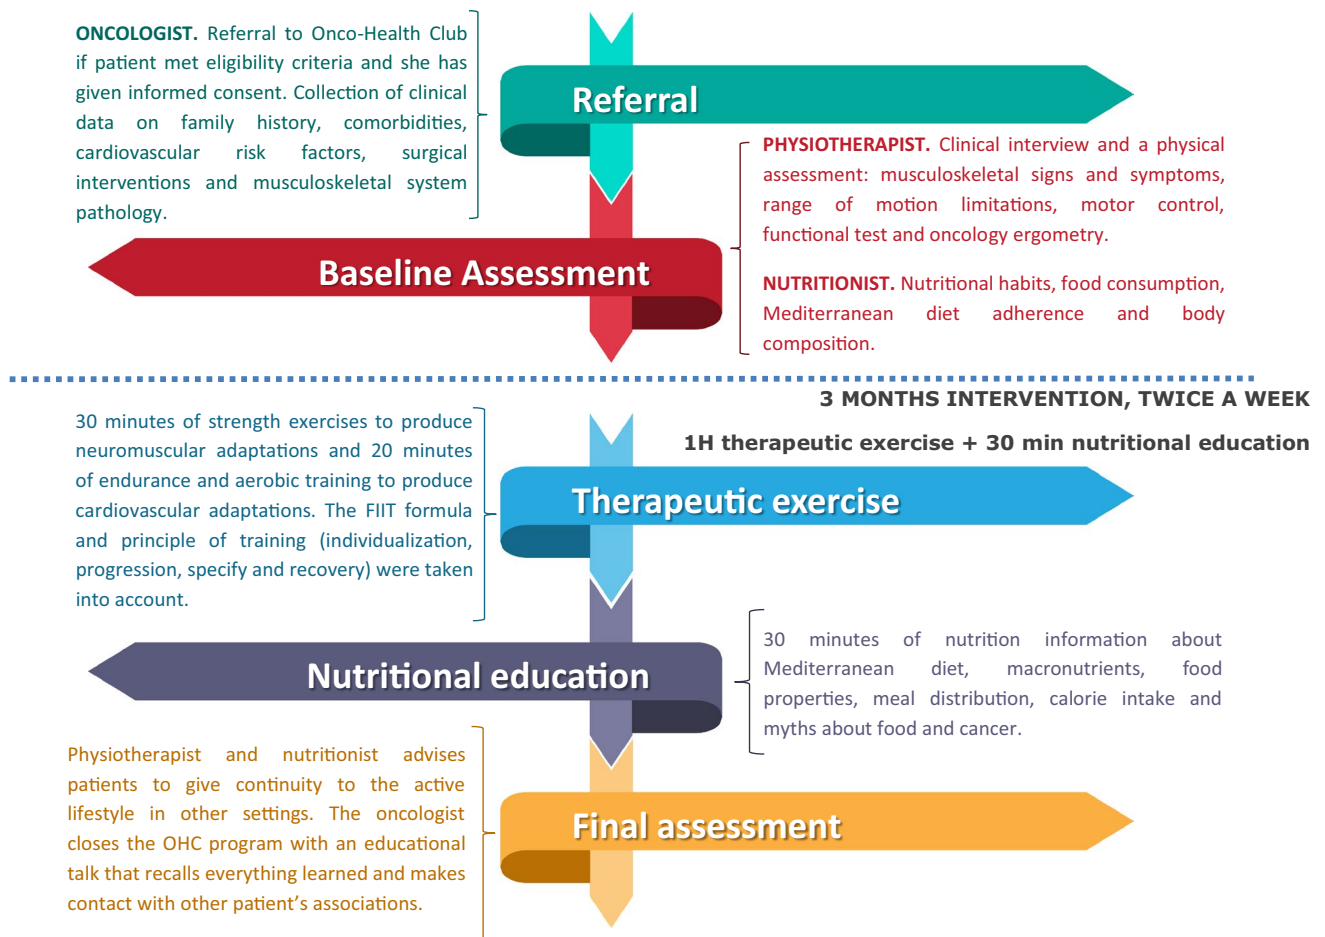 ONCOLOGIST. Referral to Onco-Health Club
if patient met eligibility criteria and she has
given informed consent. Collection of clinical
data on family history, comorbidities,
cardiovascular risk factors, surgical
interventions and musculoskeletal system
pathology.
Referral
PHYSIOTHERAPIST. Clinical interview and a physical
assessment: musculoskeletal signs and symptoms,
range of motion limitations, motor control,
functional test and oncology ergometry.
Baseline Assessment
NUTRITIONIST. Nutritional habits, food consumption,
Mediterranean diet adherence and body
composition.
3 MONTHS INTERVENTION, TWICE A WEEK
1H therapeutic exercise + 30 min nutritional education
30 minutes of strength exercises to produce
neuromuscular adaptations and 20 minutes
of endurance and aerobic training to produce
cardiovascular adaptations. The FIIT formula
and principle of training (individualization,
progression, specify and recovery) were taken
into account.
Therapeutic exercise
Nutritional education
30 minutes of nutrition information about
Mediterranean diet, macronutrients, food
properties, meal distribution, calorie intake and
myths about food and cancer.
Physiotherapist and nutritionist advises
patients to give continuity to the active
lifestyle in other settings. The oncologist
closes the OHC program with an educational
talk that recalls everything learned and makes
contact with other patient's associations.
Final assessment